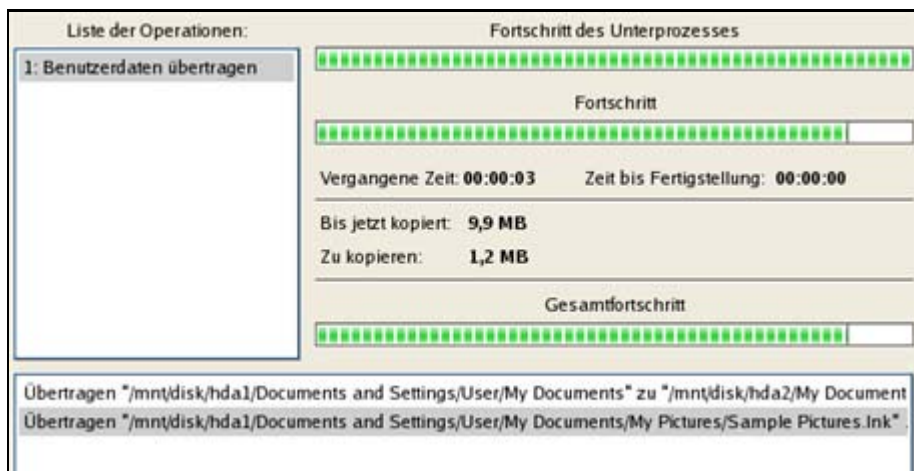 Liste der Operationen:
1: Benutzerdaten übertragen
Fortschritt des Unterprozesses
Fortschritt
Vergangene Zeit: 00:00:03 Zeit bis Fertigstellung: 00:00:00
Bis jetzt kopiert: 9,9 MB
Zu kopieren: 1,2 MB
Gesamtfortschritt
Übertragen "/mnt/disk/hda1/Documents and Settings/User/My Documents" zu "/mnt/disk/hda2/My Document
Übertragen "/mnt/disk/hda1/Documents and Settings/User/My Documents/My Pictures/Sample Pictures.lnk" .